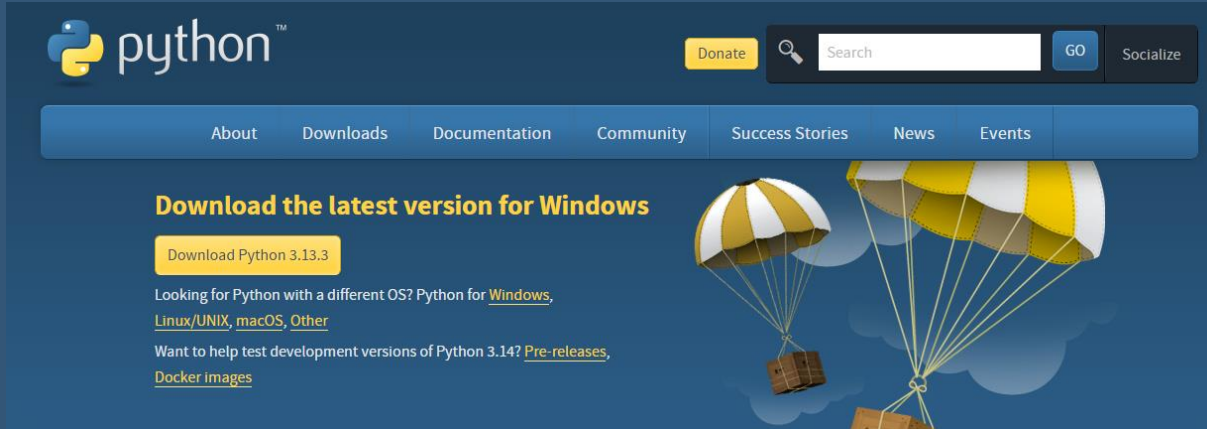 python™
Donate
Search
GO
Socialize
About Downloads Documentation Community Success Stories News Events
Download the latest version for Windows
Download Python 3.13.3
Looking for Python with a different OS? Python for Windows,
Linux/UNIX, macOS, Other
Want to help test development versions of Python 3.14? Pre-releases,
Docker images